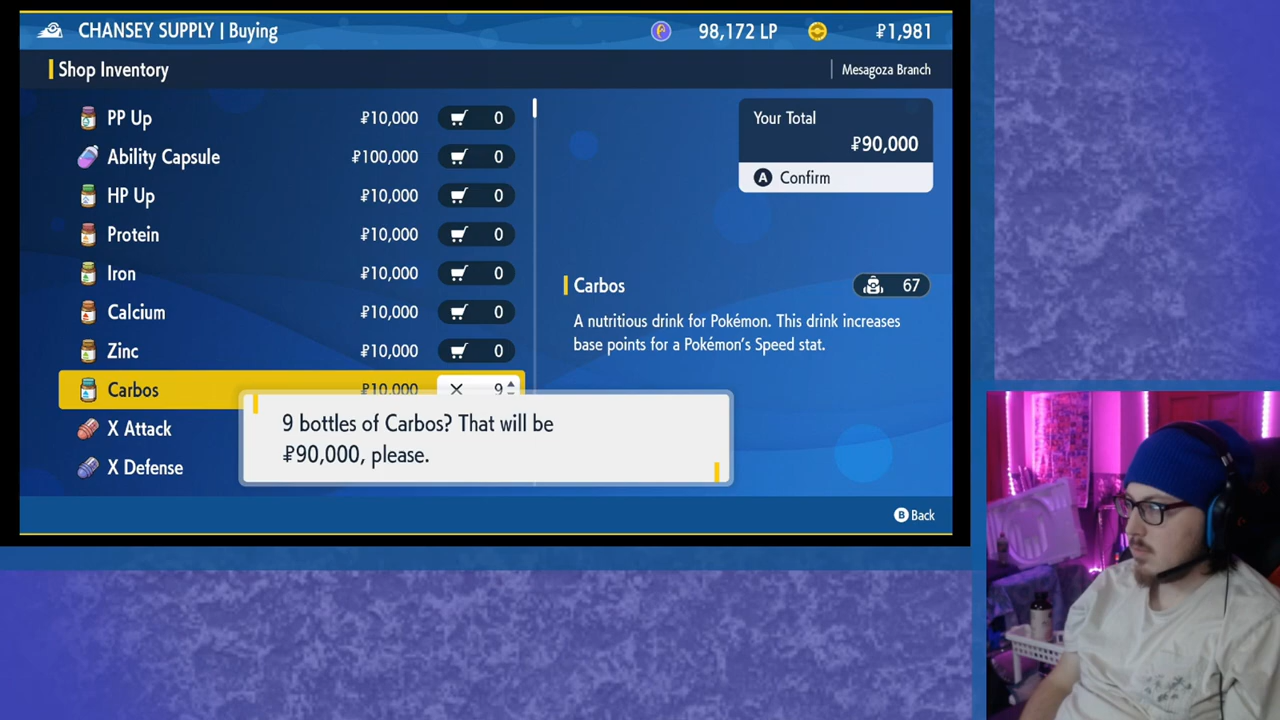 CHANSEY SUPPLY | Buying
98,172 LP
₽1,981
Shop Inventory
Mesagoza Branch
PP Up ₽10,000 0
Ability Capsule ₽100,000 0
HP Up ₽10,000 0
Protein ₽10,000 0
Iron ₽10,000 0
Calcium ₽10,000 0
Zinc ₽10,000 0
Carbos ₽10,000 × 9
X Attack
X Defense
Your Total
₽90,000
A Confirm
Carbos 67
A nutritious drink for Pokémon. This drink increases
base points for a Pokémon's Speed stat.
9 bottles of Carbos? That will be
₽90,000, please.
B Back